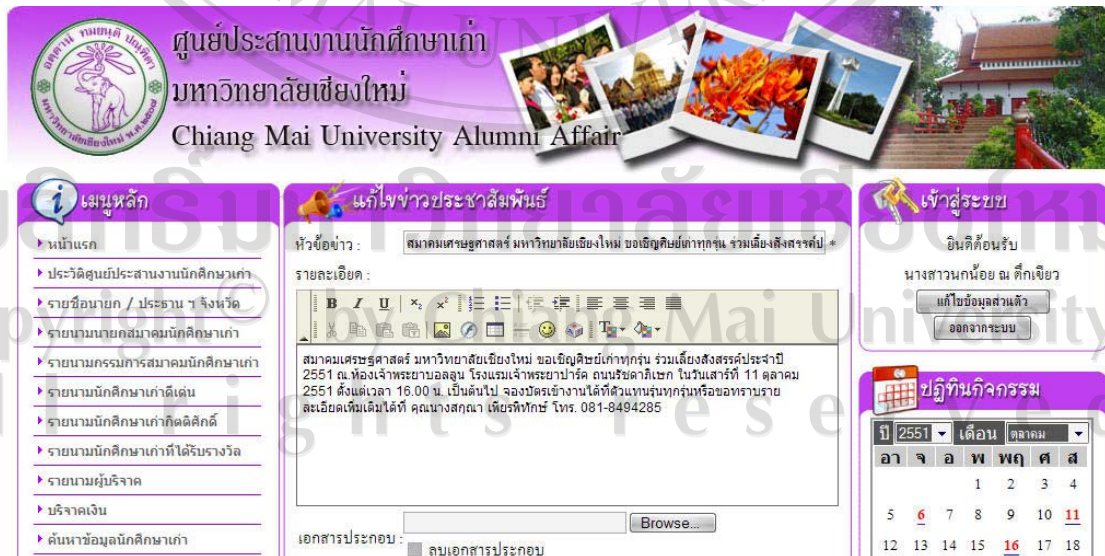 ศูนย์ประสานงานนักศึกษาเก่า
มหาวิทยาลัยเชียงใหม่
Chiang Mai University Alumni Affair
เมนูหลัก
หน้าแรก
ประวัติศูนย์ประสานงานนักศึกษาเก่า
รายชื่อนายก / ประธาน ฯ จังหวัด
รายนามนายกสมาคมนักศึกษาเก่า
รายนามกรรมการสมาคมนักศึกษาเก่า
รายนามนักศึกษาเก่าดีเด่น
รายนามนักศึกษาเก่ากิตติศักดิ์
รายนามนักศึกษาเก่าที่ได้รับรางวัล
รายนามผู้บริจาค
บริจาคเงิน
ค้นหาข้อมูลนักศึกษาเก่า
แก้ไขข่าวประชาสัมพันธ์
หัวข้อข่าว : สมาคมเศรษฐศาสตร์ มหาวิทยาลัยเชียงใหม่ ขอเชิญศิษย์เก่าทุกรุ่น ร่วมเลี้ยงสังสรรค์ป *
รายละเอียด :
สมาคมเศรษฐศาสตร์ มหาวิทยาลัยเชียงใหม่ ขอเชิญศิษย์เก่าทุกรุ่น ร่วมเลี้ยงสังสรรค์ประจำปี
2551 ณ ห้องเจ้าพระยาบอลลูน โรงแรมเจ้าพระยาปาร์ค ถนนรัชดาภิเษก ในวันเสาร์ที่ 11 ตุลาคม
2551 ตั้งแต่เวลา 16.00 น. เป็นต้นไป จองบัตรเข้างานได้ที่ตัวแทนรุ่นทุกรุ่นหรือขอทราบราย
ละเอียดเพิ่มเติมได้ที่ คุณนางสกุณา เพียรพิทักษ์ โทร. 081-8494285
เอกสารประกอบ : Browse...
ลบเอกสารประกอบ
เข้าสู่ระบบ
ยินดีต้อนรับ
นางสาวนกน้อย ณ ตึกเขียว
แก้ไขข้อมูลส่วนตัว
ออกจากระบบ
ปฏิทินกิจกรรม
ปี 2551 เดือน ตุลาคม
อา จ อ พ พฤ ศ ส
1 2 3 4
5 6 7 8 9 10 11
12 13 14 15 16 17 18